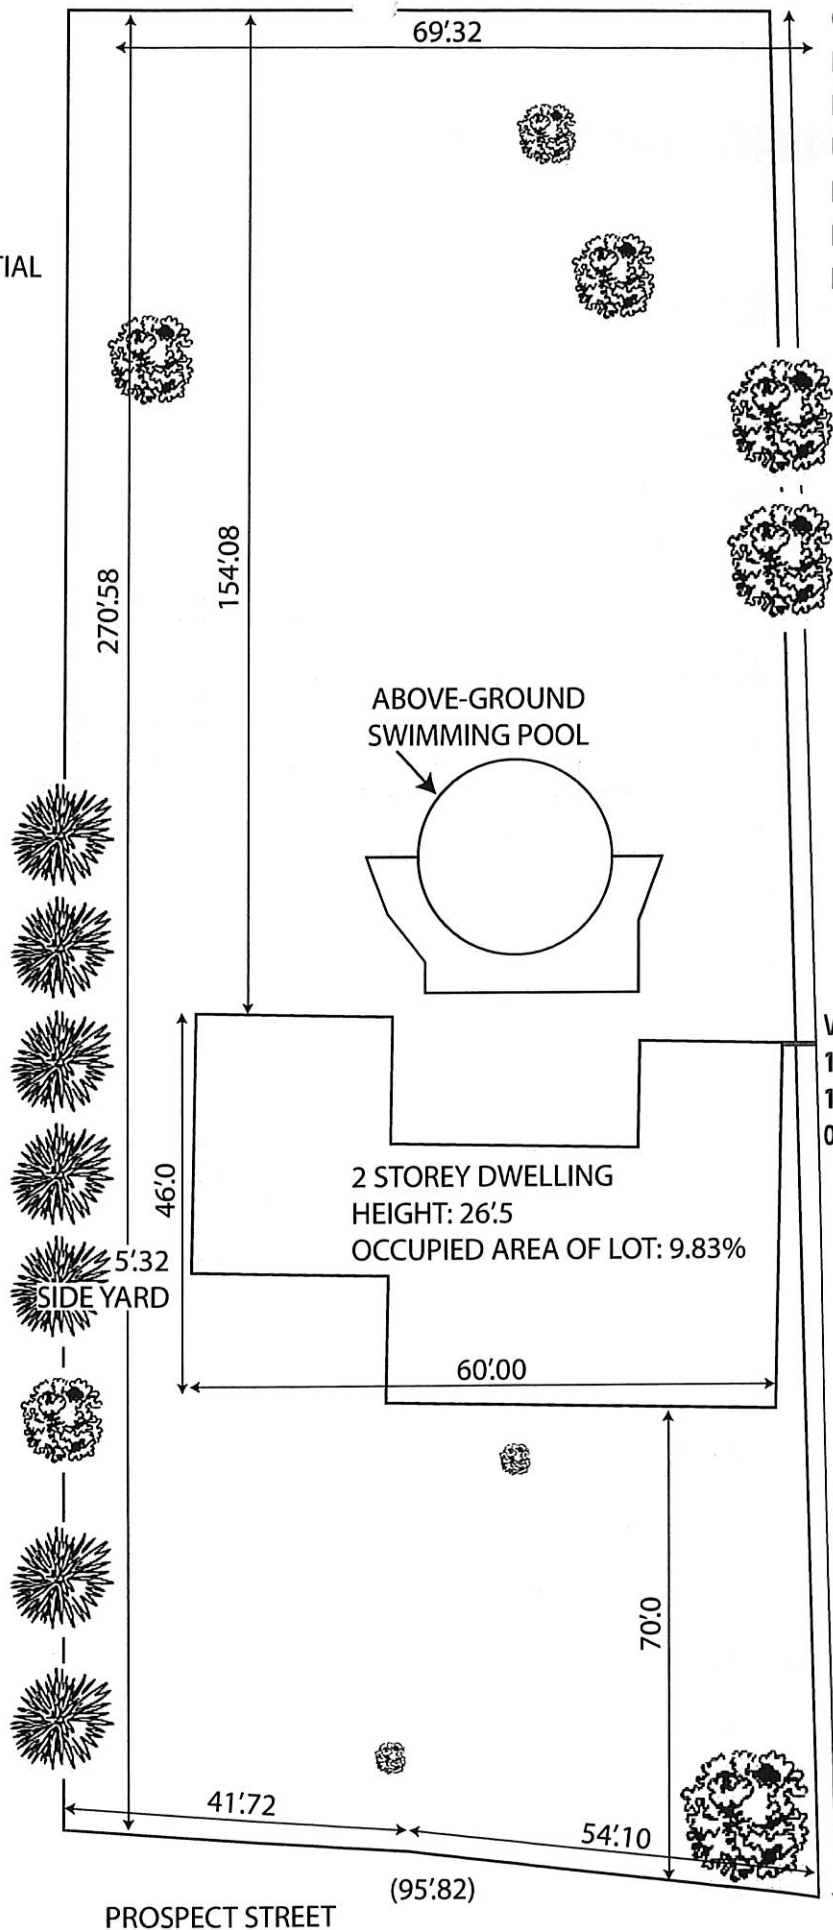 69'.32
TIAL
270'.58
154'.08
ABOVE-GROUND
SWIMMING POOL
46'.0
2 STOREY DWELLING
HEIGHT: 26'.5
OCCUPIED AREA OF LOT: 9.83%
5'.32
SIDE YARD
60'.00
70'.0
41'.72
54'.10
(95'.82)
PROSPECT STREET